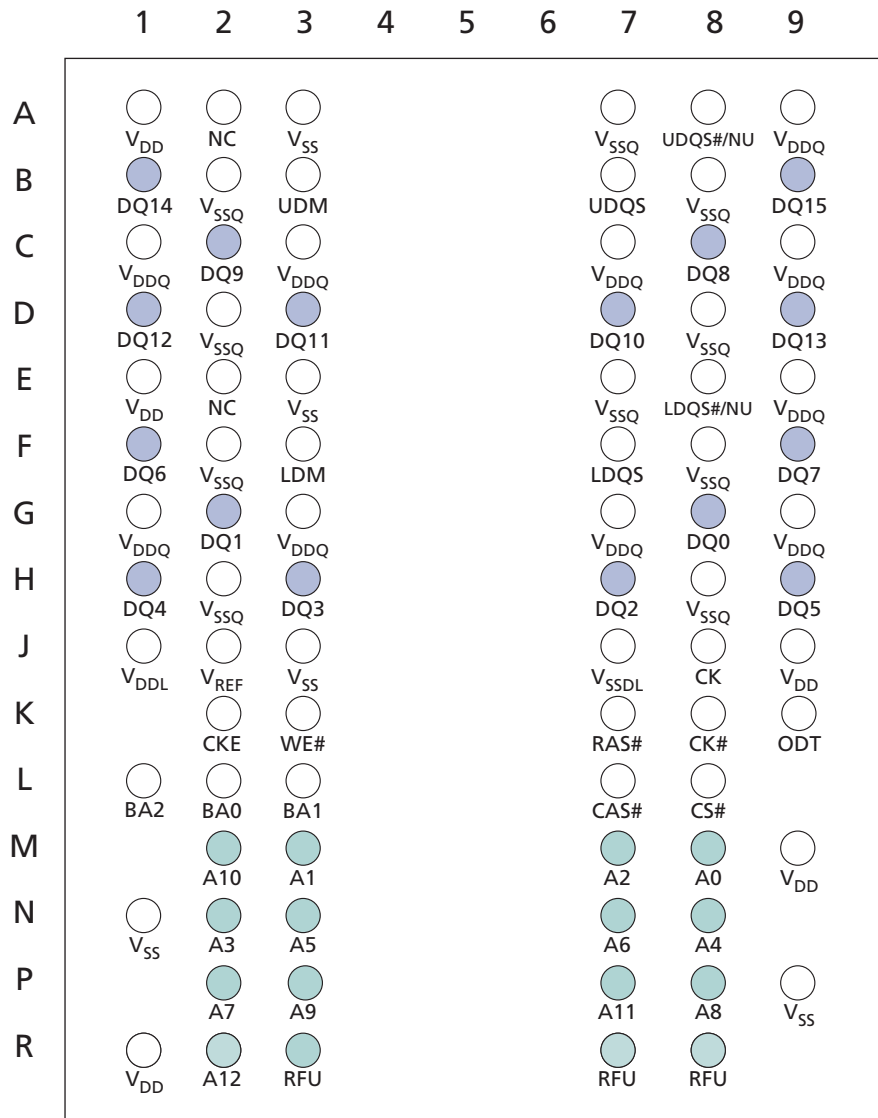 1 2 3 4 5 6 7 8 9
A
VDD NC VSS VSSQ UDQS#/NU VDDQ
B
DQ14 VSSQ UDM UDQS VSSQ DQ15
C
VDDQ DQ9 VDDQ VDDQ DQ8 VDDQ
D
DQ12 VSSQ DQ11 DQ10 VSSQ DQ13
E
VDD NC VSS VSSQ LDQS#/NU VDDQ
F
DQ6 VSSQ LDM LDQS VSSQ DQ7
G
VDDQ DQ1 VDDQ VDDQ DQ0 VDDQ
H
DQ4 VSSQ DQ3 DQ2 VSSQ DQ5
J
VDDL VREF VSS VSSDL CK VDD
K
CKE WE# RAS# CK# ODT
L
BA2 BA0 BA1 CAS# CS#
M
A10 A1 A2 A0 VDD
N
VSS A3 A5 A6 A4
P
A7 A9 A11 A8 VSS
R
VDD A12 RFU RFU RFU